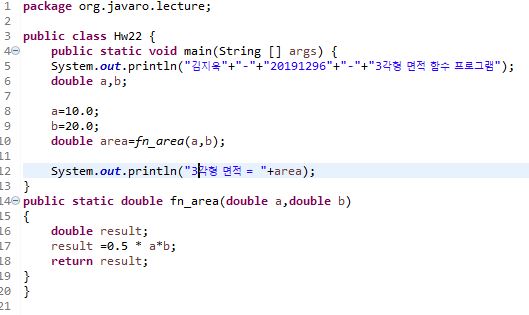 1 package org.javaro.lecture;
2
3 public class Hw22 {
4 public static void main(String [] args) {
5 System.out.println("김지욱"+"-"+"20191296"+"-"+"3각형 면적 함수 프로그램");
6 double a,b;
7
8 a=10.0;
9 b=20.0;
10 double area=fn_area(a,b);
11
12 System.out.println("3각형 면적 = "+area);
13 }
14 public static double fn_area(double a,double b)
15 {
16 double result;
17 result =0.5 * a*b;
18 return result;
19 }
20 }
21